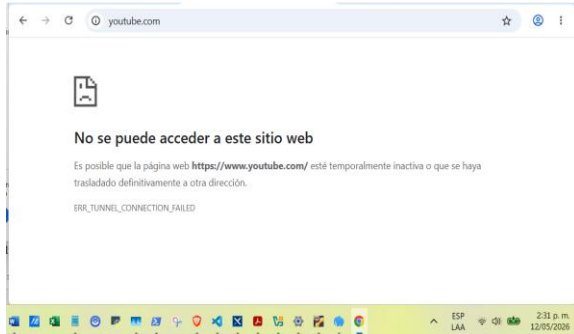 youtube.com
No se puede acceder a este sitio web
Es posible que la página web https://www.youtube.com/ esté temporalmente inactiva o que se haya
trasladado definitivamente a otra dirección.
ERR_TUNNEL_CONNECTION_FAILED
ESP
LAA
2:31 p. m.
12/05/2026